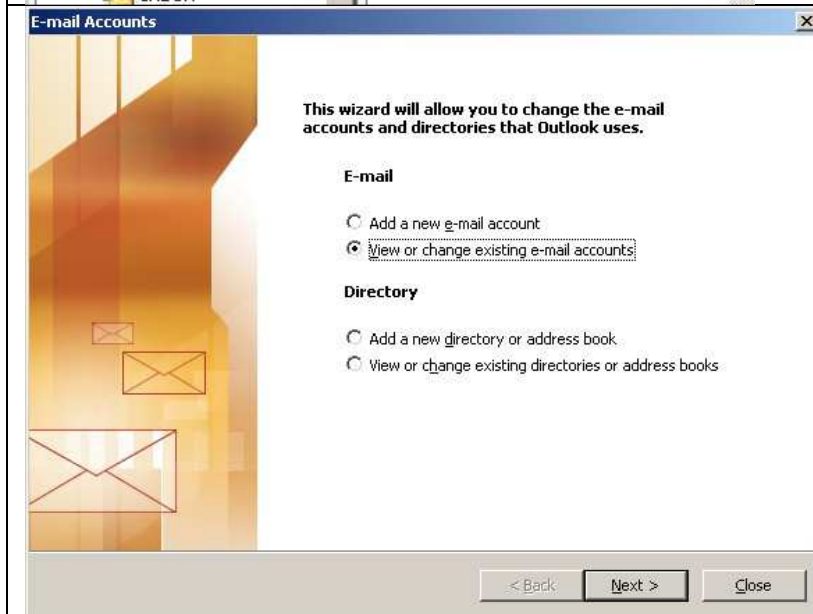 E-mail Accounts
This wizard will allow you to change the e-mail
accounts and directories that Outlook uses.
E-mail
Add a new e-mail account
View or change existing e-mail accounts
Directory
Add a new directory or address book
View or change existing directories or address books
< Back Next > Close